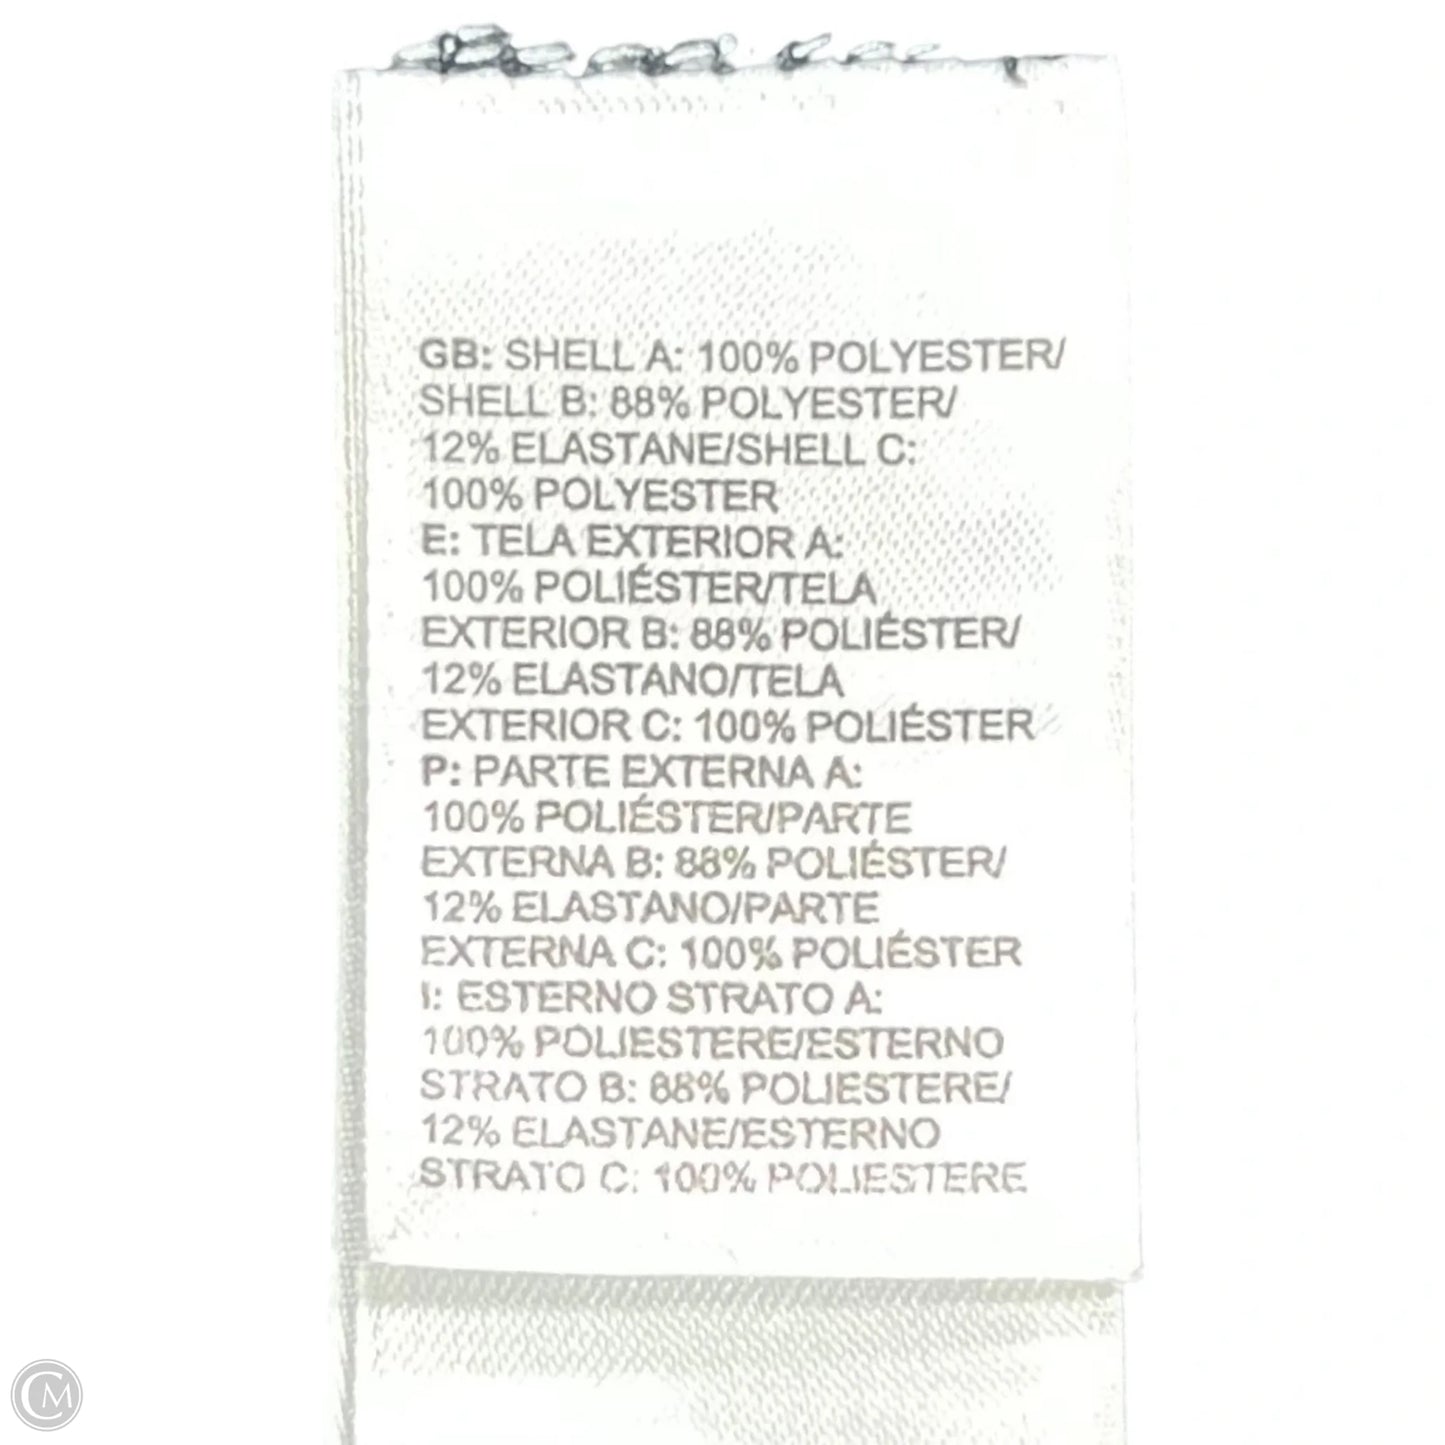 GB: SHELL A: 100% POLYESTER/
SHELL B: 88% POLYESTER/
12% ELASTANE/SHELL C:
100% POLYESTER
E: TELA EXTERIOR A:
100% POLIÉSTER/TELA
EXTERIOR B: 88% POLIÉSTER/
12% ELASTANO/TELA
EXTERIOR C: 100% POLIÉSTER
P: PARTE EXTERNA A:
100% POLIÉSTER/PARTE
EXTERNA B: 88% POLIÉSTER/
12% ELASTANO/PARTE
EXTERNA C: 100% POLIÉSTER
I: ESTERNO STRATO A:
100% POLIESTERE/ESTERNO
STRATO B: 88% POLIESTERE/
12% ELASTANE/ESTERNO
STRATO C: 100% POLIESTERE
CM